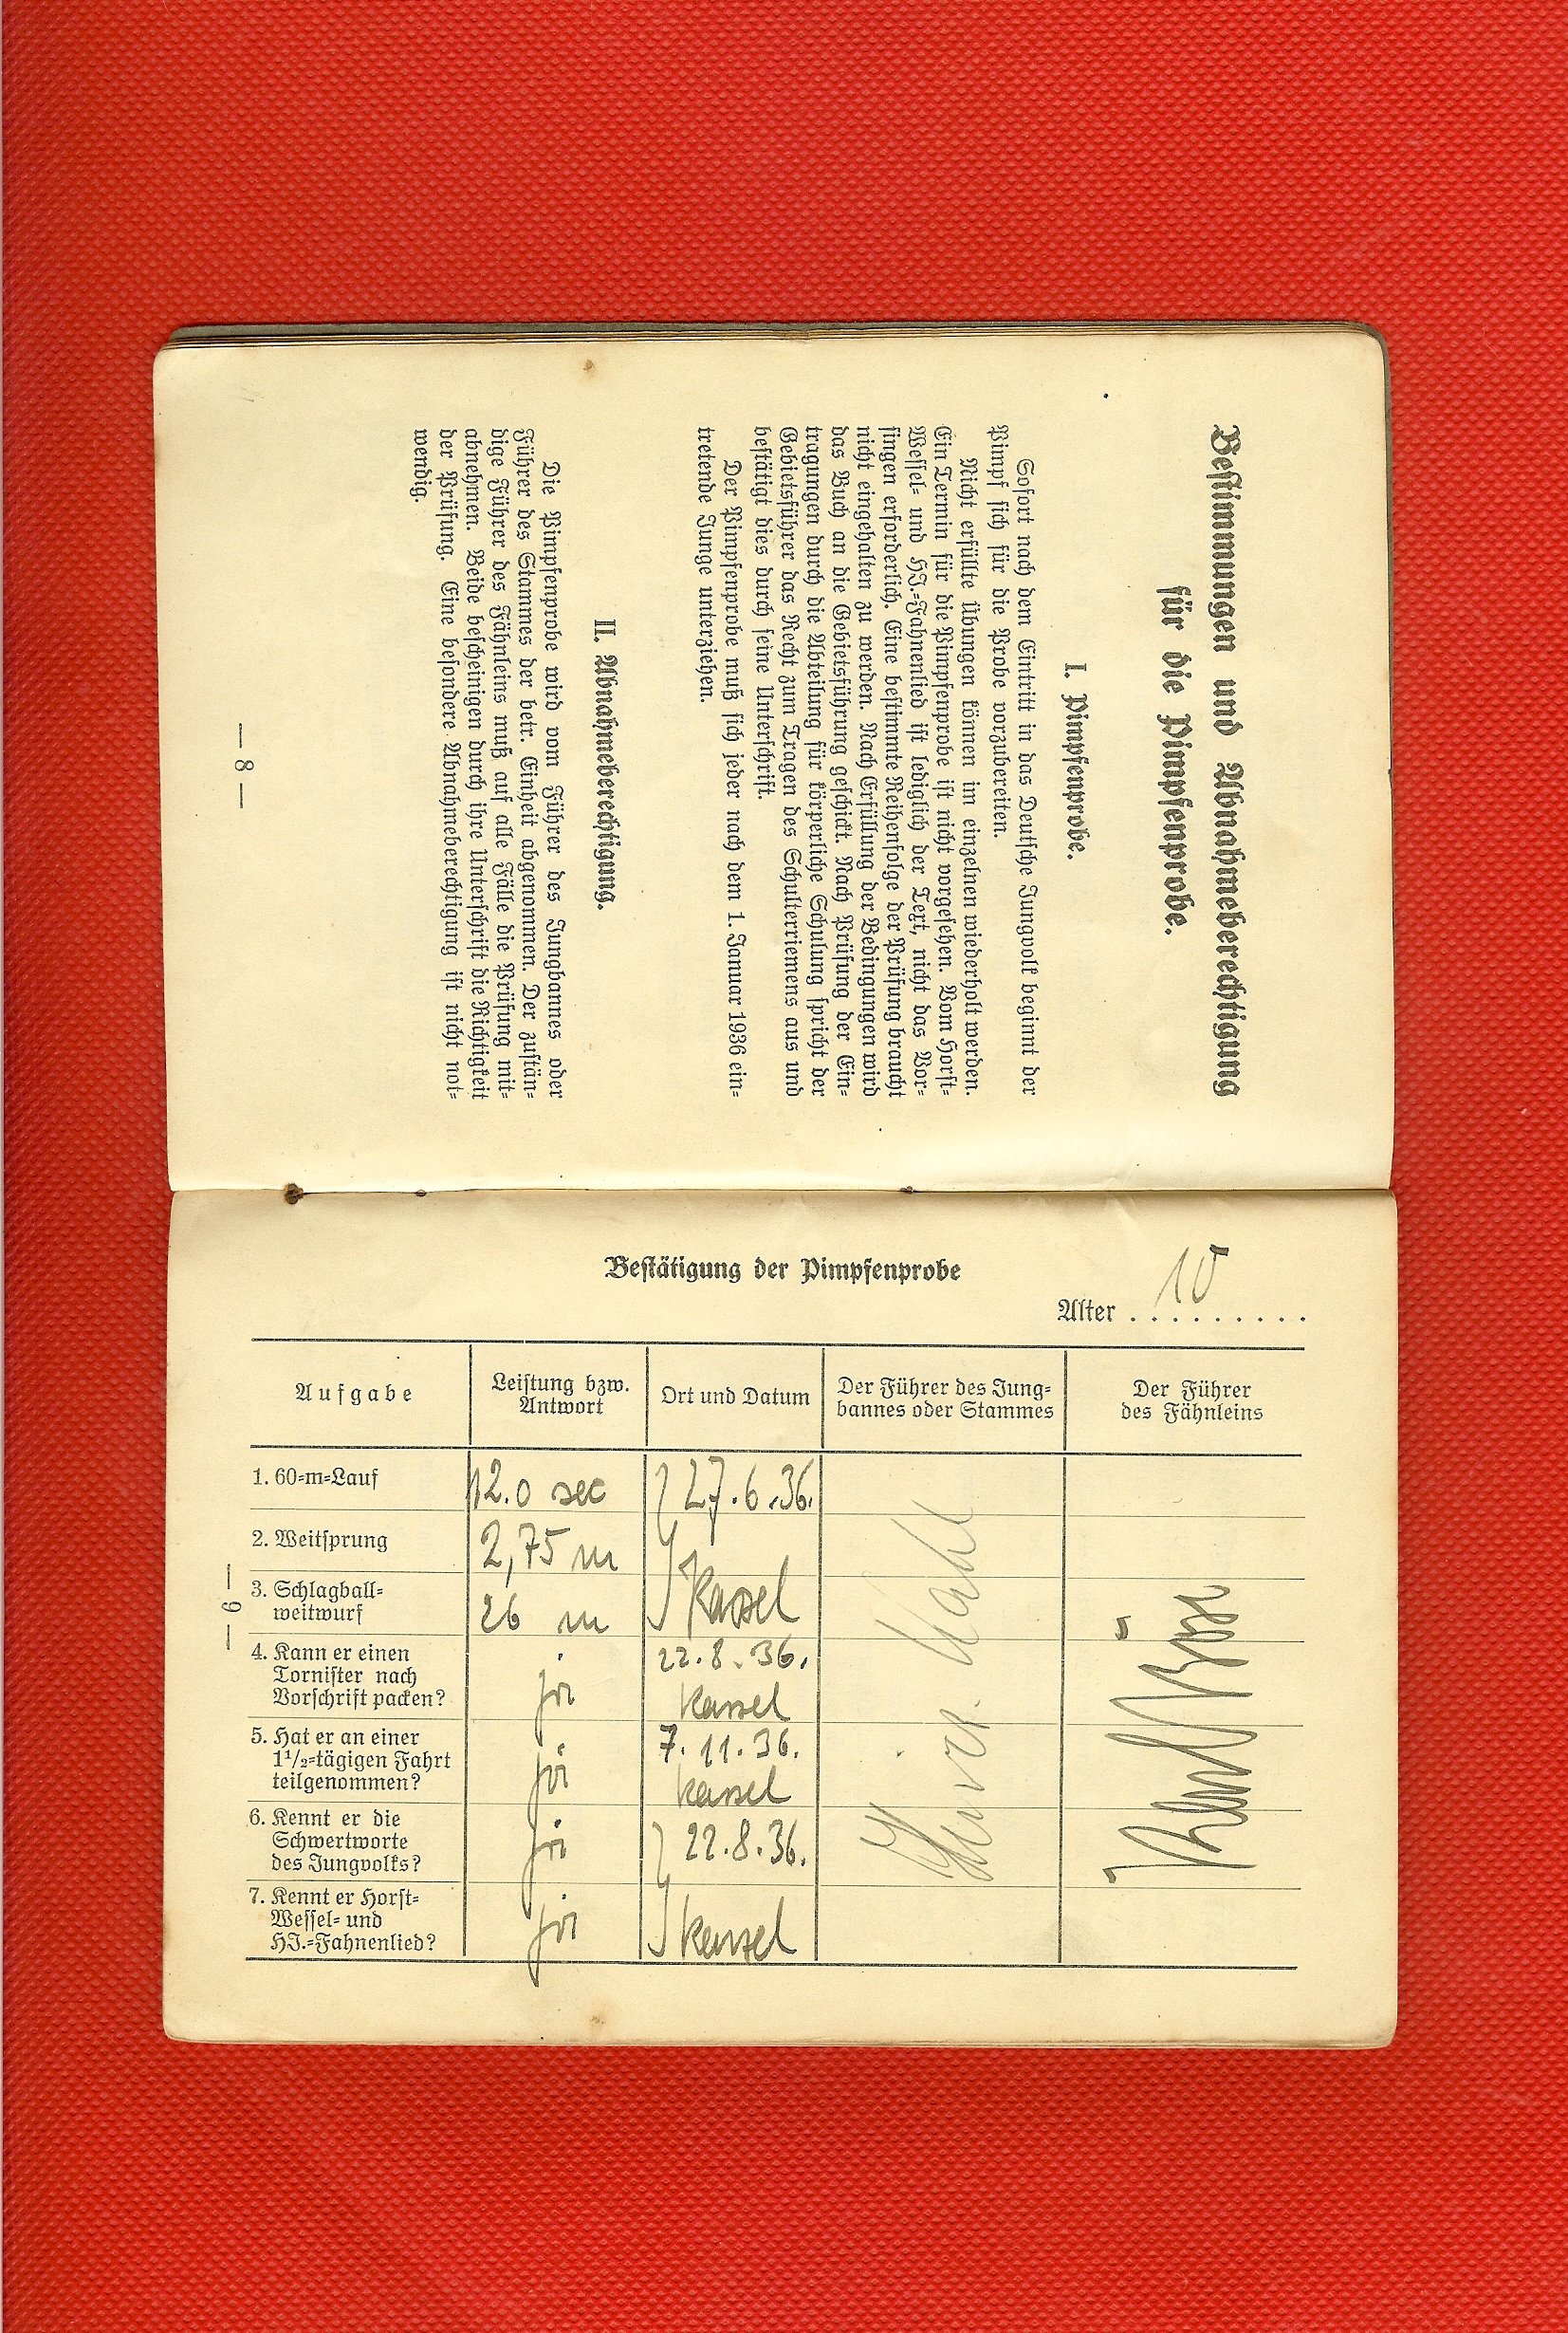 Bestimmungen und Abnahmeberechtigung
für die Pimpfenprobe.
I. Pimpfenprobe.
Sofort nach dem Eintritt in das Deutsche Jungvolk beginnt der
Pimpf sich für die Probe vorzubereiten.
Nicht erfüllte Übungen können im einzelnen wiederholt werden.
Ein Termin für die Pimpfenprobe ist nicht vorgesehen. Vom Horst-
Wessel- und HJ.-Fahnenlied ist lediglich der Text, nicht das Vor-
singen erforderlich. Eine bestimmte Reihenfolge der Prüfung braucht
nicht eingehalten zu werden. Nach Erfüllung der Bedingungen wird
das Buch an die Gebietsführung geschickt. Nach Prüfung der Ein-
tragungen durch die Abteilung für körperliche Schulung spricht der
Gebietsführer das Recht zum Tragen des Schulterriemens aus und
bestätigt dies durch seine Unterschrift.
Der Pimpfenprobe muß sich jeder nach dem 1. Januar 1936 ein-
tretende Junge unterziehen.
II. Abnahmeberechtigung.
Die Pimpfenprobe wird vom Führer des Jungbannes oder
Führer des Stammes der betr. Einheit abgenommen. Der zustän-
dige Führer des Fähnleins muß auf alle Fälle die Prüfung mit-
abnehmen. Beide bescheinigen durch ihre Unterschrift die Richtigkeit
der Prüfung. Eine besondere Abnahmeberechtigung ist nicht not-
wendig.
— 8 —
Bestätigung der Pimpfenprobe
Alter . 10 . . . . . . . .
Aufgabe
Leistung bzw.
Antwort
Ort und Datum
Der Führer des Jung-
bannes oder Stammes
Der Führer
des Fähnleins
1. 60-m-Lauf
12.0 sec
27.6.36.
2. Weitsprung
2,75 m
3. Schlagball-
weitwurf
26 m
Kassel
4. Kann er einen
Tornister nach
Vorschrift packen?
ja
22.8.36.
Kassel
5. Hat er an einer
1½-tägigen Fahrt
teilgenommen?
ja
7.11.36.
Kassel
6. Kennt er die
Schwertworte
des Jungvolks?
ja
22.8.36.
7. Kennt er Horst-
Wessel- und
HJ.-Fahnenlied?
ja
Kassel
— 9 —